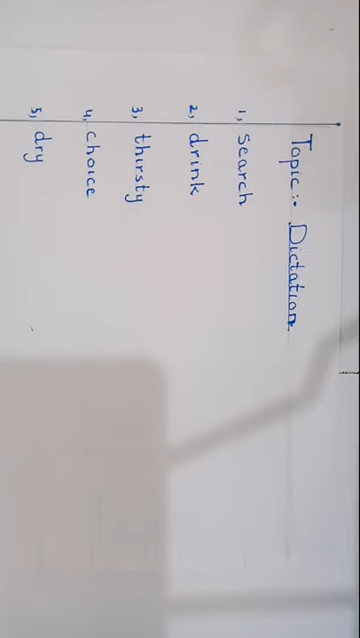 Topic:- Dictation
1, search
2, drink
3, thirsty
4, choice
5, dry